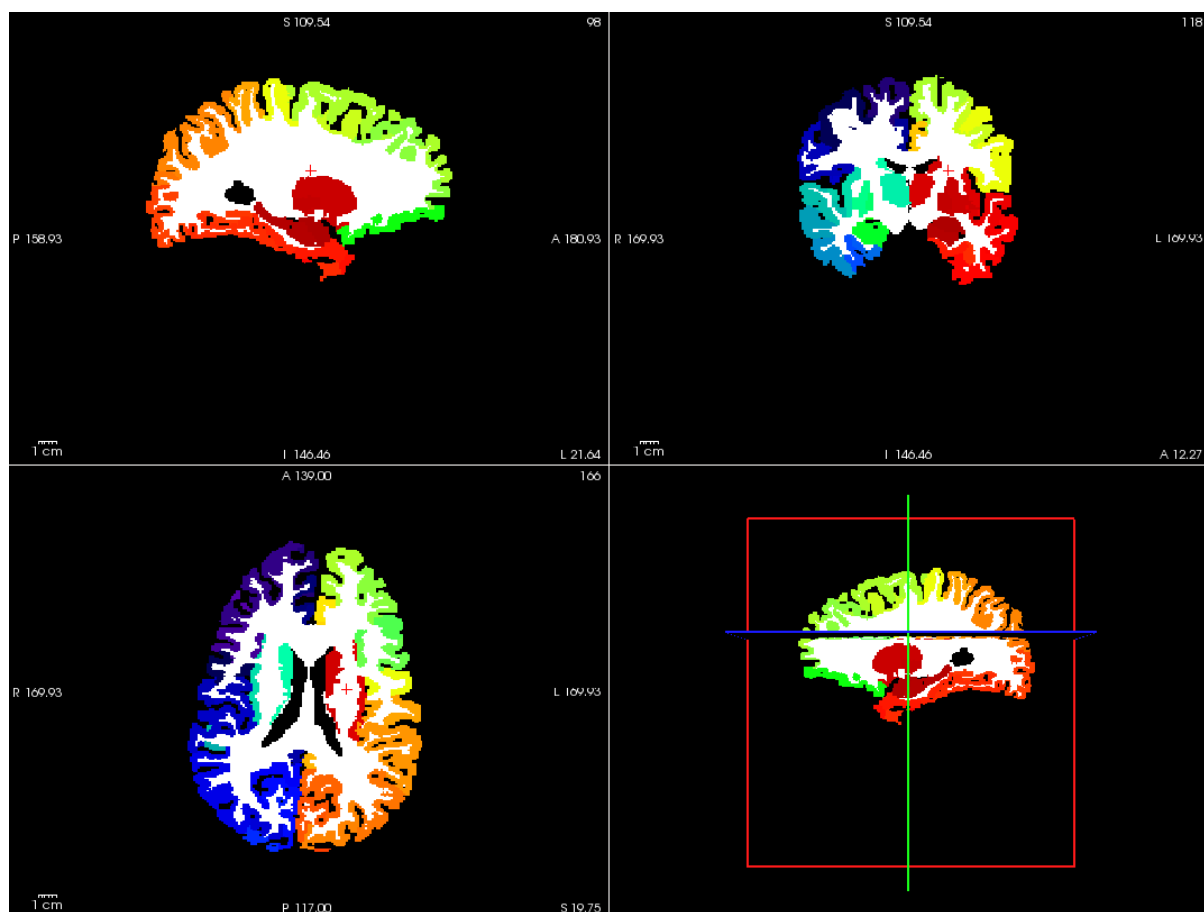 S 109.54
98
P 158.93
A 180.93
1 cm
I 146.46
L 21.64
S 109.54
118
R 169.93
L 169.93
1 cm
I 146.46
A 12.27
A 139.00
166
R 169.93
L 169.93
1 cm
P 117.00
S 19.75